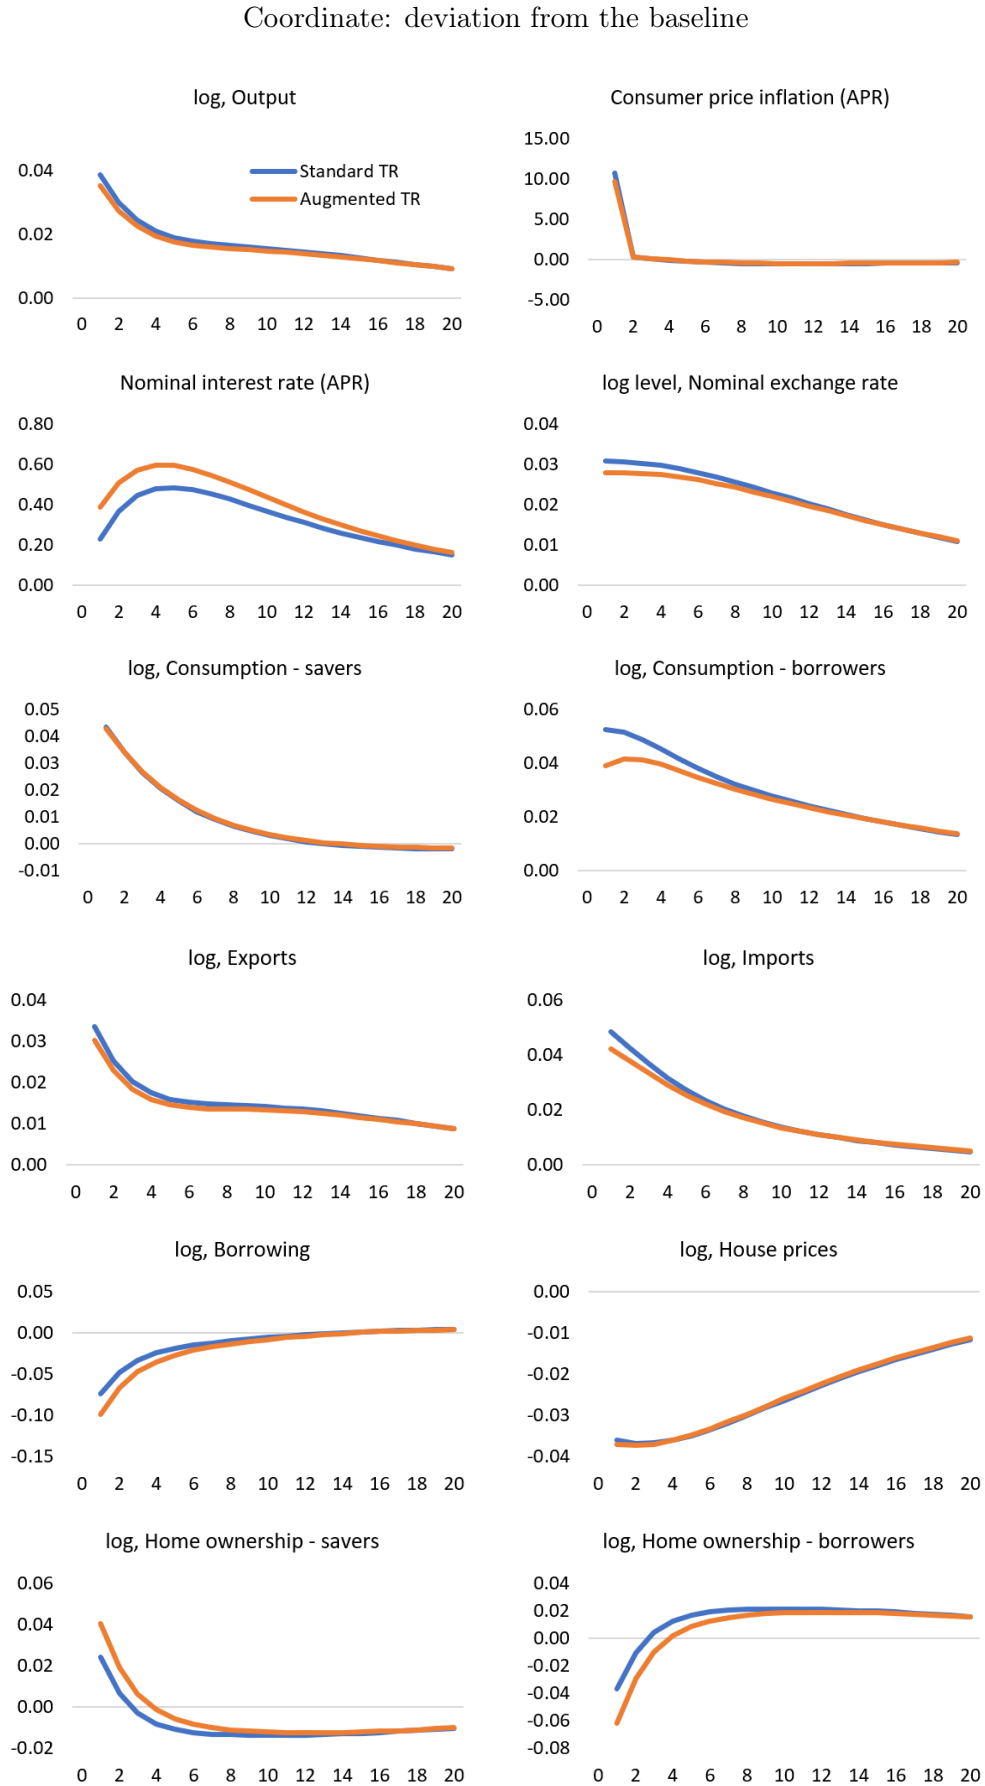 Coordinate: deviation from the baseline
log, Output
0.04
0.02
0.00
0 2 4 6 8 10 12 14 16 18 20
Standard TR
Augmented TR
Consumer price inflation (APR)
15.00
10.00
5.00
0.00
-5.00
0 2 4 6 8 10 12 14 16 18 20
Nominal interest rate (APR)
0.80
0.60
0.40
0.20
0.00
0 2 4 6 8 10 12 14 16 18 20
log level, Nominal exchange rate
0.04
0.03
0.02
0.01
0.00
0 2 4 6 8 10 12 14 16 18 20
log, Consumption - savers
0.05
0.04
0.03
0.02
0.01
0.00
-0.01
0 2 4 6 8 10 12 14 16 18 20
log, Consumption - borrowers
0.06
0.04
0.02
0.00
0 2 4 6 8 10 12 14 16 18 20
log, Exports
0.04
0.03
0.02
0.01
0.00
0 2 4 6 8 10 12 14 16 18 20
log, Imports
0.06
0.04
0.02
0.00
0 2 4 6 8 10 12 14 16 18 20
log, Borrowing
0.05
0.00
-0.05
-0.10
-0.15
0 2 4 6 8 10 12 14 16 18 20
log, House prices
0.00
-0.01
-0.02
-0.03
-0.04
0 2 4 6 8 10 12 14 16 18 20
log, Home ownership - savers
0.06
0.04
0.02
0.00
-0.02
0 2 4 6 8 10 12 14 16 18 20
log, Home ownership - borrowers
0.04
0.02
0.00
-0.02
-0.04
-0.06
-0.08
0 2 4 6 8 10 12 14 16 18 20